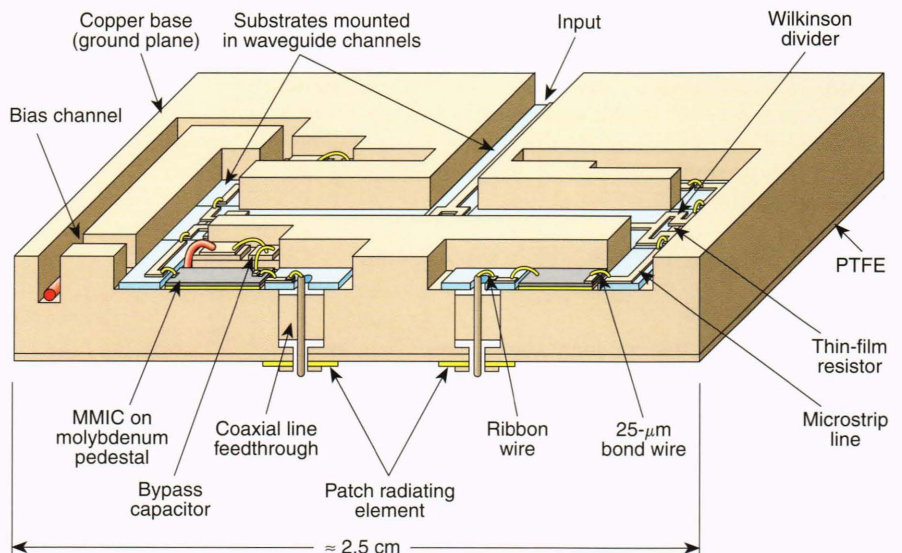 Copper base
(ground plane)
Substrates mounted
in waveguide channels
Input
Wilkinson
divider
Bias channel
PTFE
Thin-film
resistor
Microstrip
line
MMIC on
molybdenum
pedestal
Coaxial line
feedthrough
Ribbon
wire
25-μm
bond wire
Bypass
capacitor
Patch radiating
element
≈ 2.5 cm